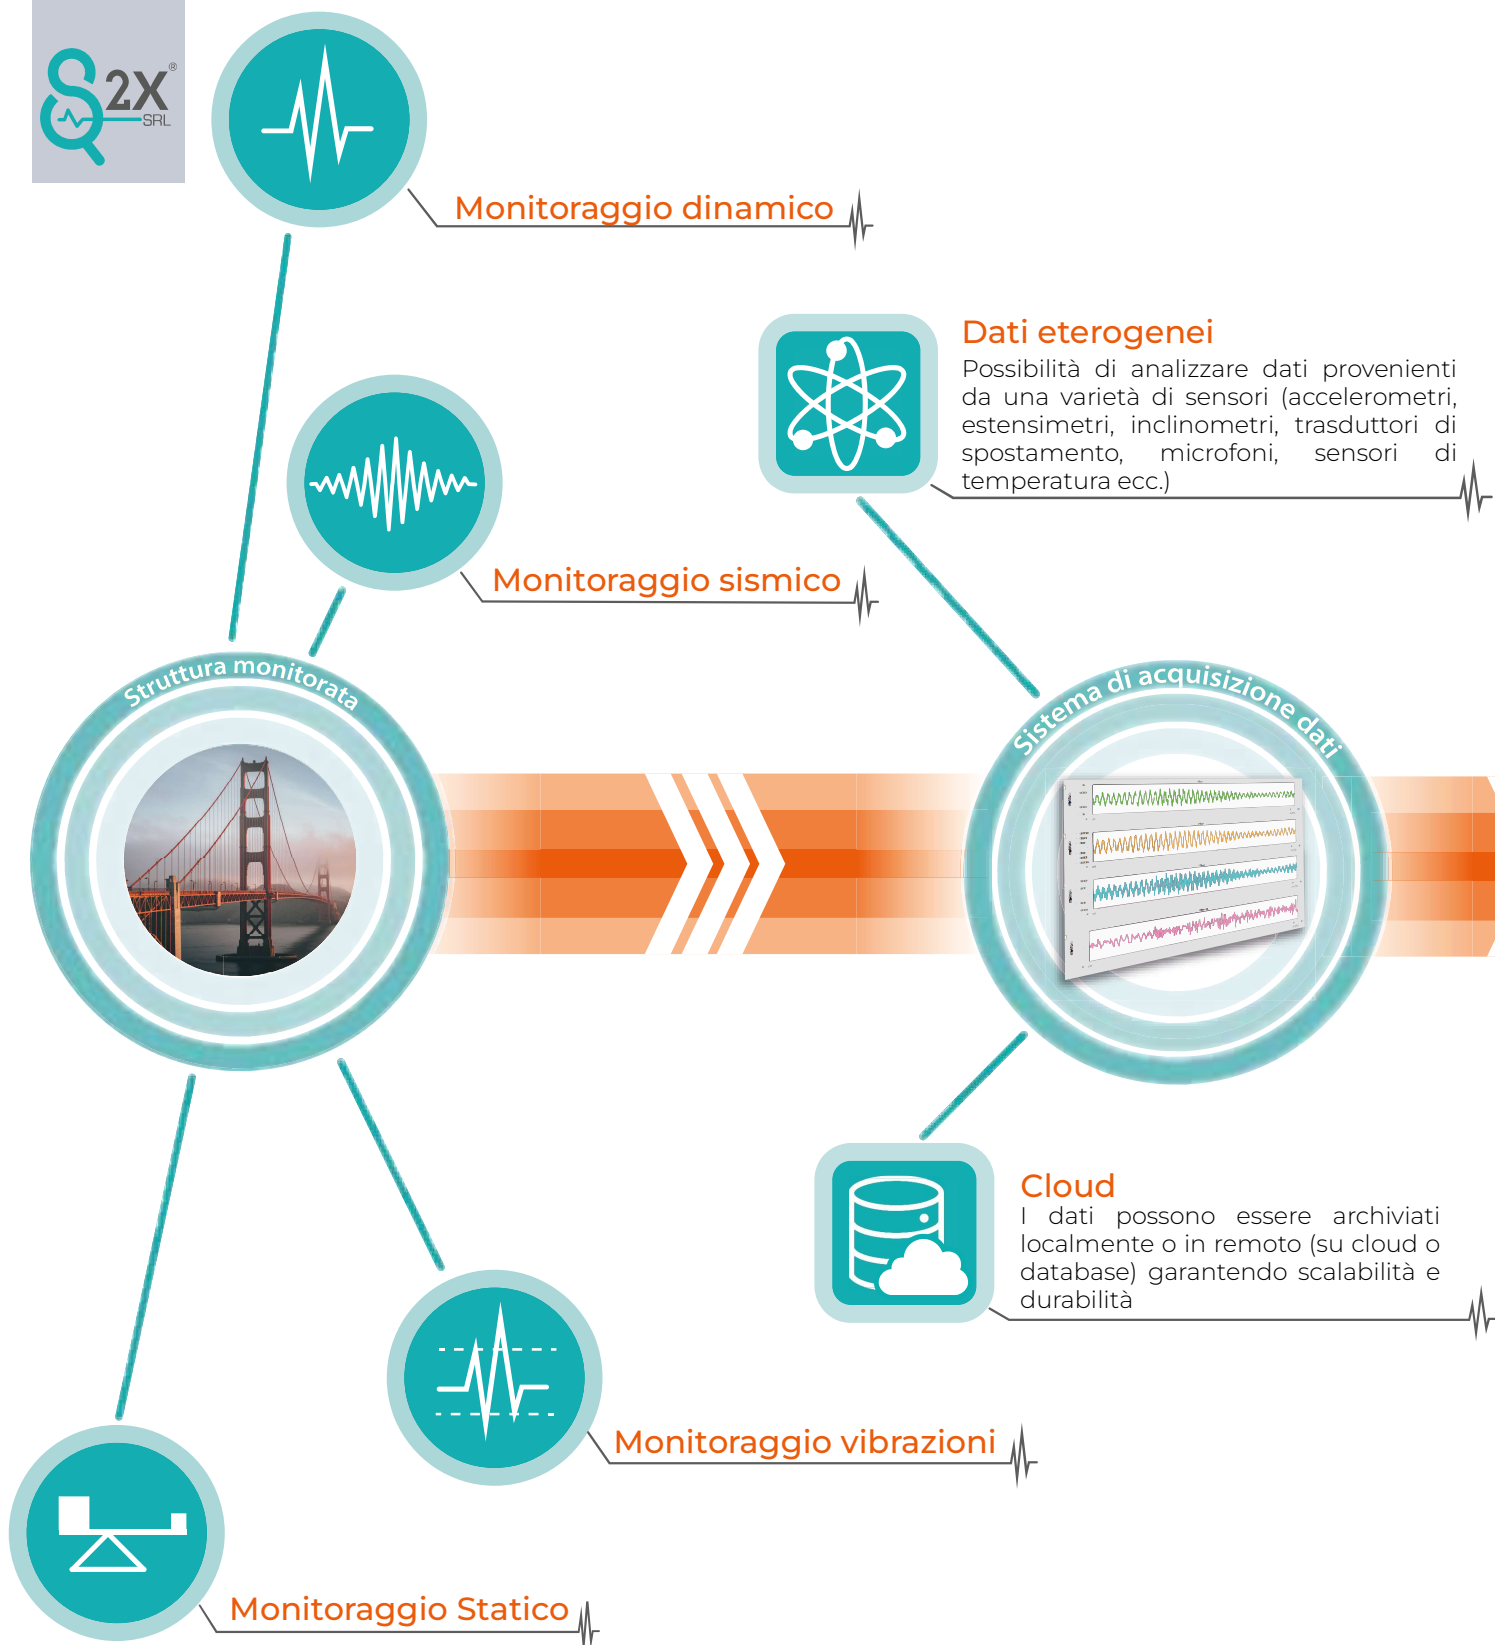 S 2X®
SRL
Monitoraggio dinamico
Dati eterogenei
Possibilità di analizzare dati provenienti
da una varietà di sensori (accelerometri,
estensimetri, inclinometri, trasduttori di
spostamento, microfoni, sensori di
temperatura ecc.)
Monitoraggio sismico
Struttura monitorata
Sistema di acquisizione dati
Cloud
I dati possono essere archiviati
localmente o in remoto (su cloud o
database) garantendo scalabilità e
durabilità
Monitoraggio vibrazioni
Monitoraggio Statico